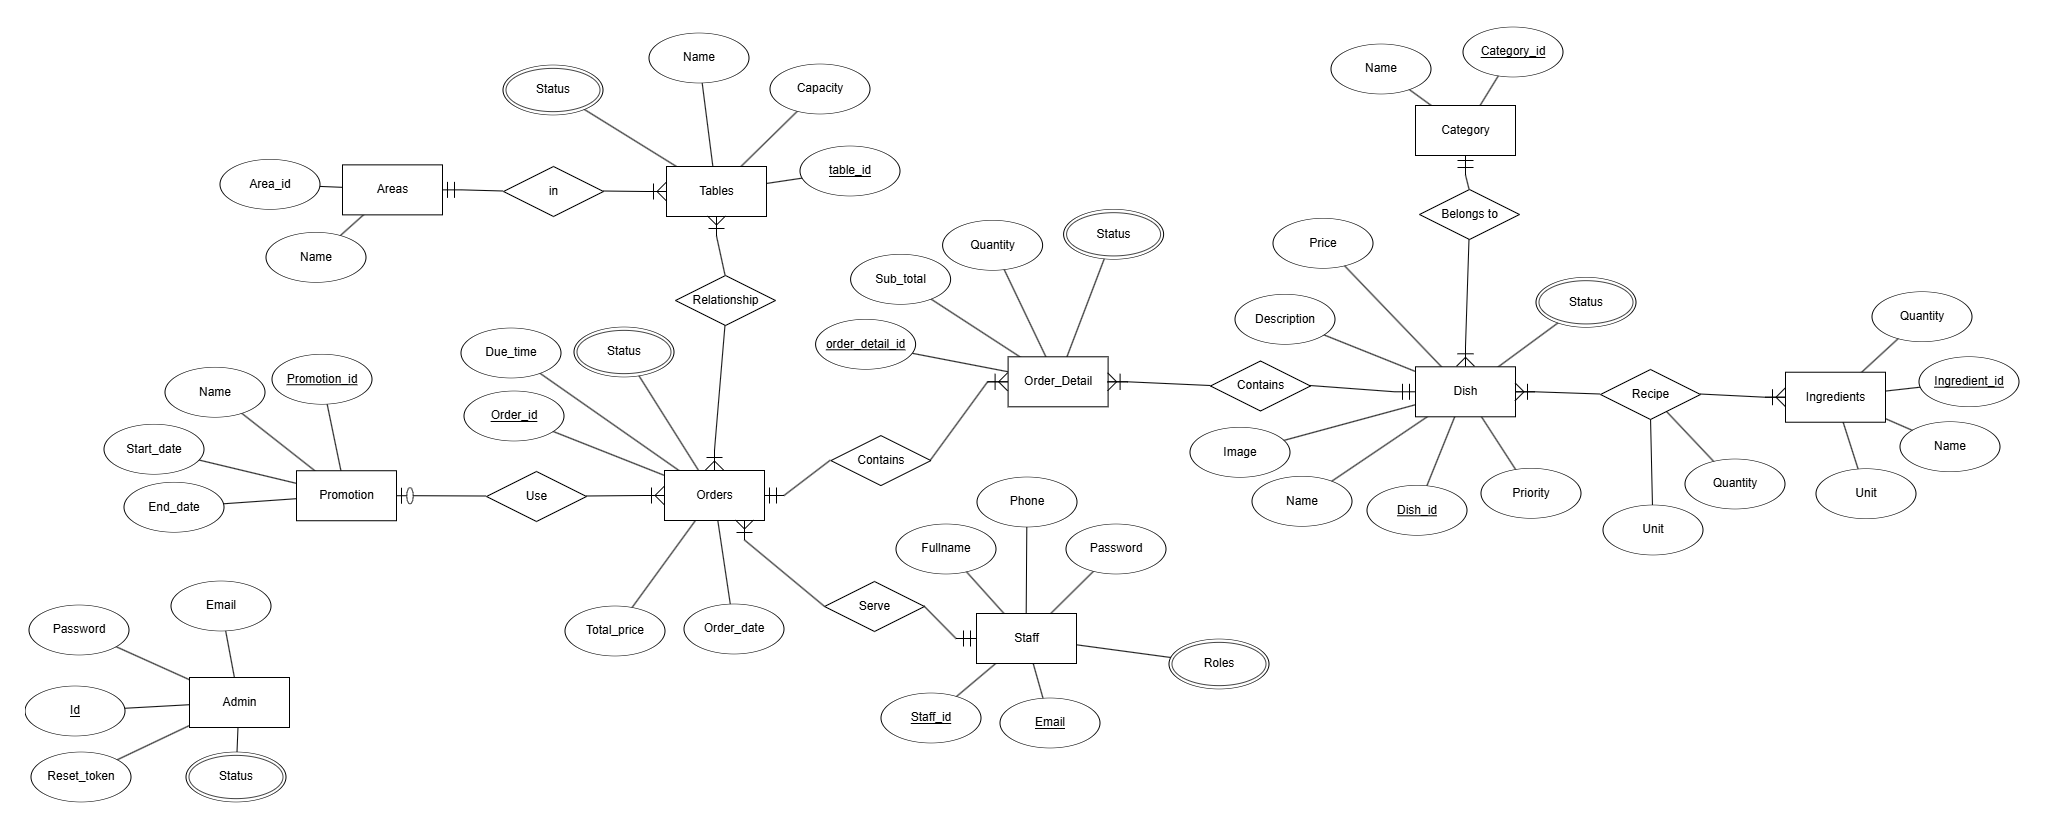 Category_id
Name
Name
Status
Capacity
Category
table_id
Area_id
Areas
in
Tables
Belongs to
Status
Quantity
Price
Name
Sub_total
Relationship
Status
Description
Quantity
order_detail_id
Due_time
Status
Promotion_id
Order_Detail
Contains
Dish
Recipe
Ingredients
Ingredient_id
Name
Order_id
Start_date
Contains
Image
Name
Promotion
Use
Orders
Name
Dish_id
Priority
Quantity
Unit
End_date
Phone
Unit
Fullname
Password
Email
Serve
Password
Total_price
Order_date
Staff
Roles
Id
Admin
Staff_id
Email
Reset_token
Status